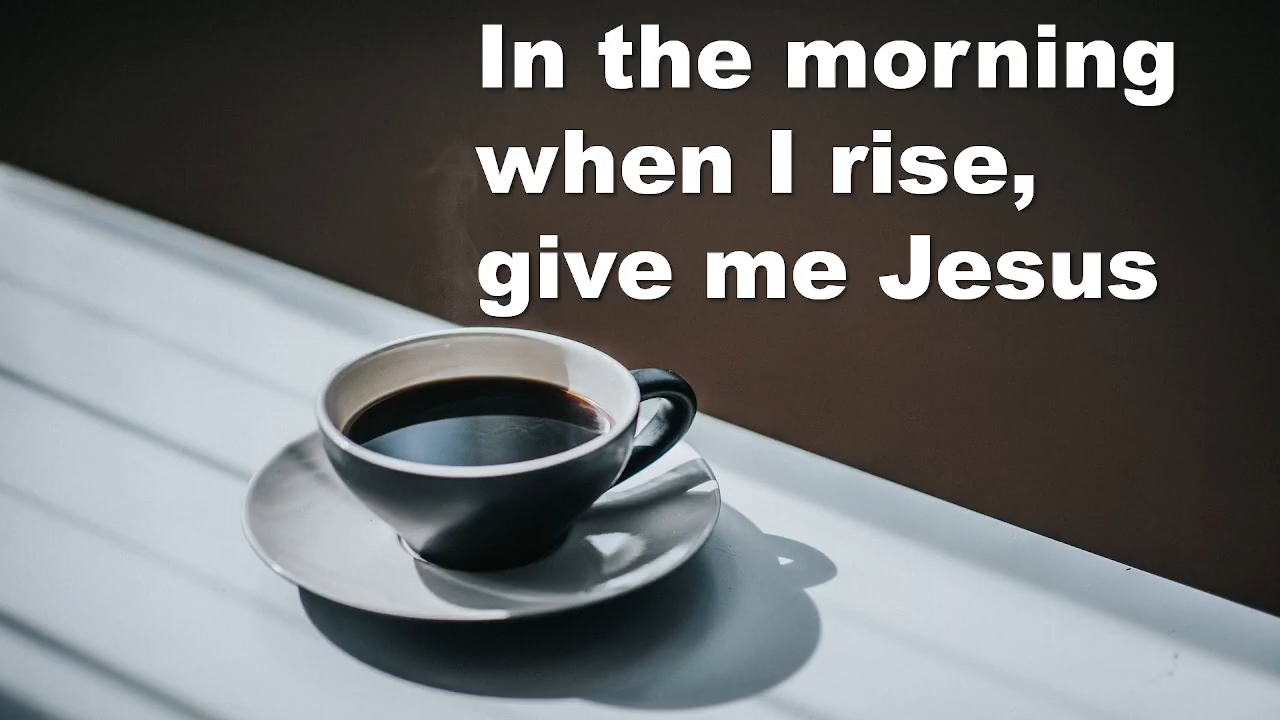 In the morning
when I rise,
give me Jesus